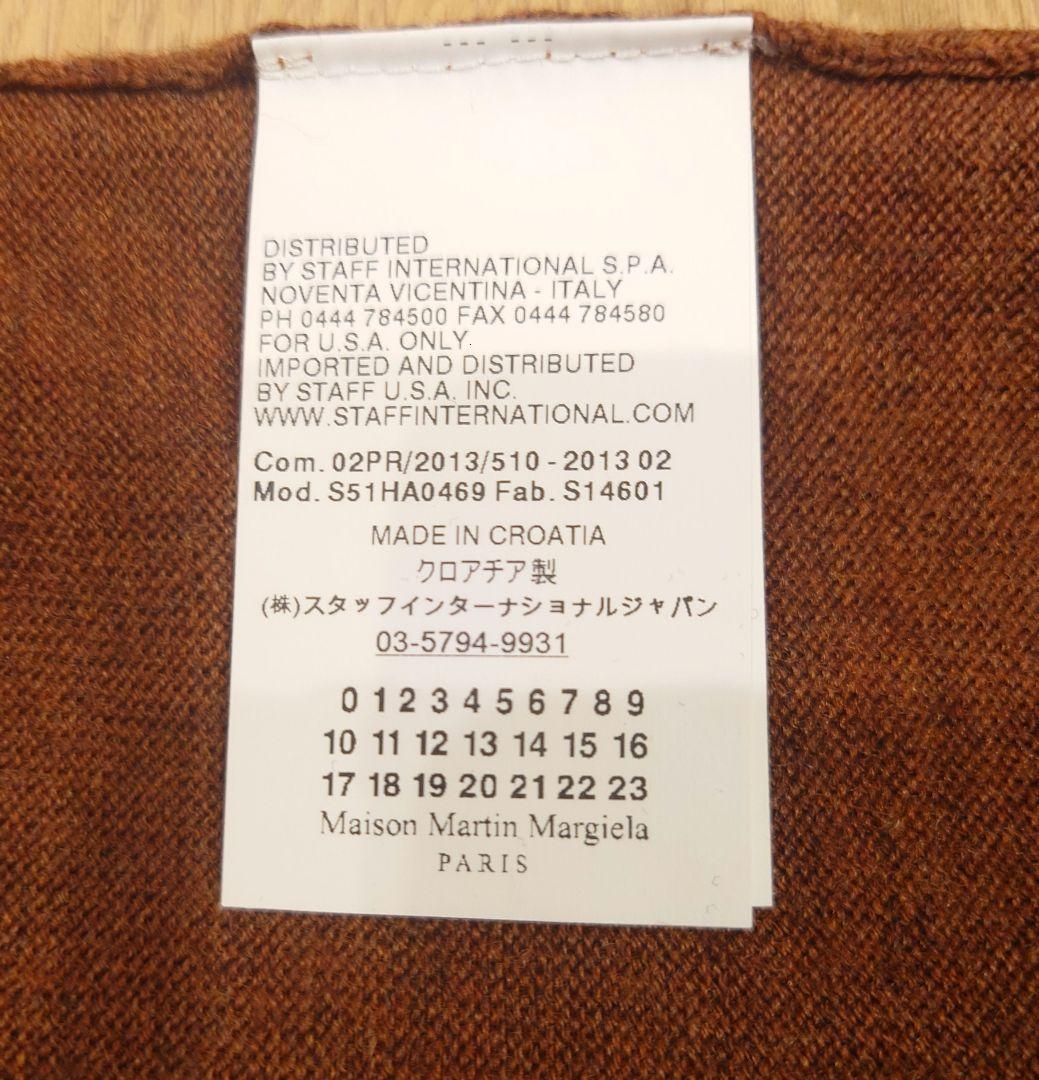 DISTRIBUTED
BY STAFF INTERNATIONAL S.P.A.
NOVENTA VICENTINA - ITALY
PH 0444 784500 FAX 0444 784580
FOR U.S.A. ONLY.
IMPORTED AND DISTRIBUTED
BY STAFF U.S.A. INC.
WWW.STAFFINTERNATIONAL.COM
Com. 02PR/2013/510 - 2013 02
Mod. S51HA0469 Fab. S14601
MADE IN CROATIA
クロアチア製
(株)スタッフインターナショナルジャパン
03-5794-9931
0 1 2 3 4 5 6 7 8 9
10 11 12 13 14 15 16
17 18 19 20 21 22 23
Maison Martin Margiela
PARIS